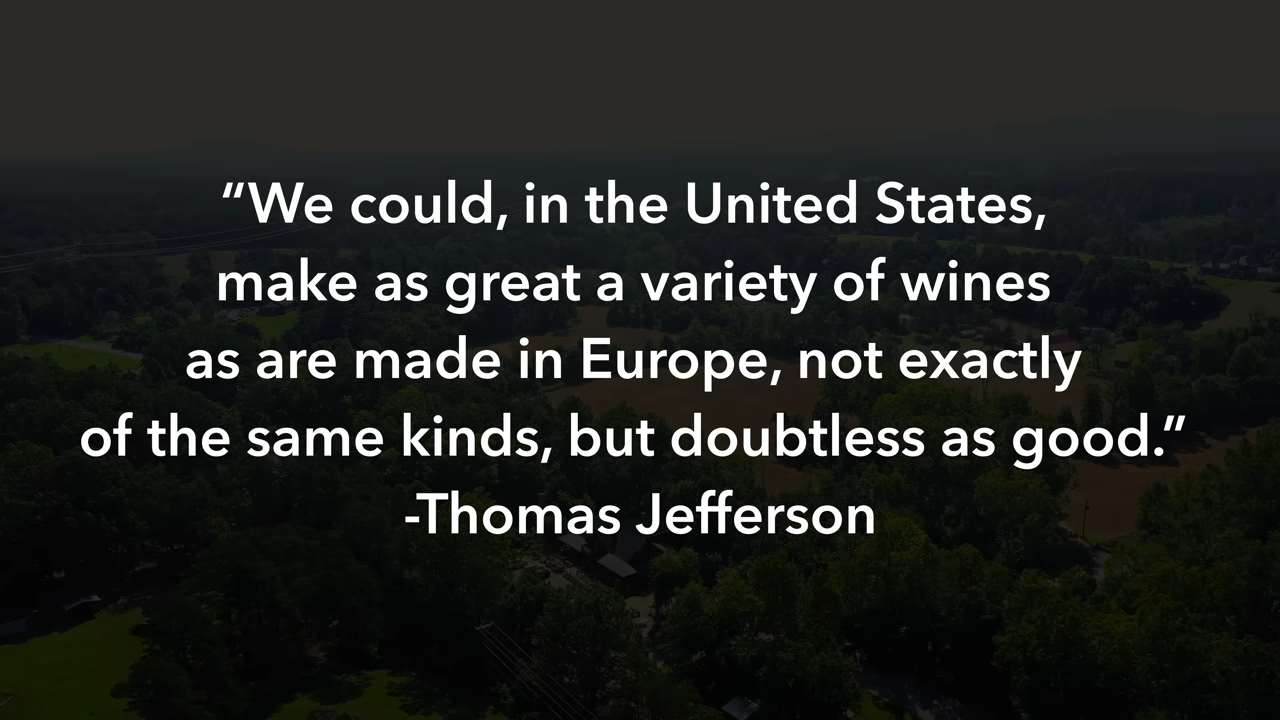 “We could, in the United States,
make as great a variety of wines
as are made in Europe, not exactly
of the same kinds, but doubtless as good.”
-Thomas Jefferson